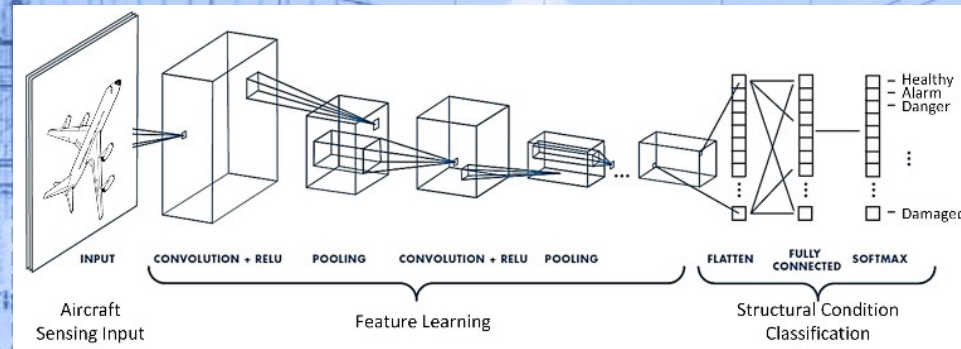 Healthy
Alarm
Danger
Damaged
INPUT
CONVOLUTION + RELU
POOLING
CONVOLUTION + RELU
POOLING
FLATTEN
FULLY
CONNECTED
SOFTMAX
Aircraft
Sensing Input
Feature Learning
Structural Condition
Classification